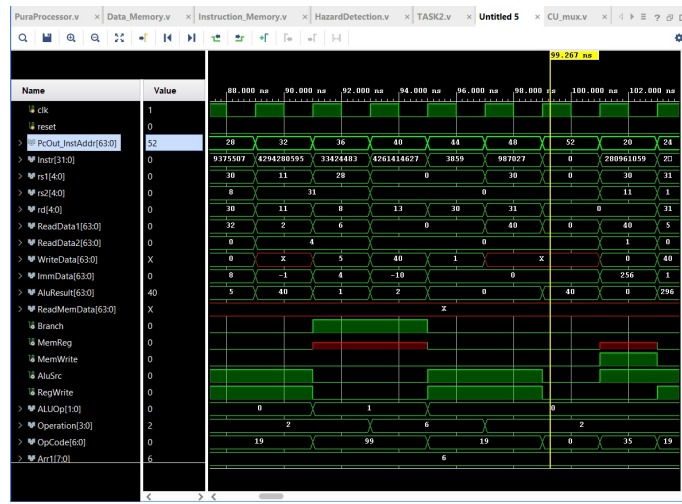 PuraProcessor.v × Data_Memory.v × Instruction_Memory.v × HazardDetection.v × TASK2.v × Untitled 5 × CU_mux.v ×
99.267 ns
Name Value
88.000 ns 90.000 ns 92.000 ns 94.000 ns 96.000 ns 98.000 ns 100.000 ns 102.000 ns
clk 1
reset 0
PcOut_InstAddr[63:0] 52 28 32 36 40 44 48 52 20 24
Instr[31:0] 0 9375507 4294280595 33424483 4261414627 3859 987027 0 280961059
rs1[4:0] 0 30 11 28 0 30 0 30 31
rs2[4:0] 0 8 31 0 11 1
rd[4:0] 0 30 11 8 13 30 31 0 31
ReadData1[63:0] 0 32 2 6 0 40 0 40 5
ReadData2[63:0] 0 0 4 0 1 0
WriteData[63:0] X 0 X 5 40 1 X 0 40
ImmData[63:0] 0 8 -1 4 -10 0 256 1
AluResult[63:0] 40 5 40 1 2 0 40 0 296
ReadMemData[63:0] X X
Branch 0
MemReg 0
MemWrite 0
AluSrc 0
RegWrite 0
ALUOp[1:0] 0 0 1 0
Operation[3:0] 2 2 6 2
OpCode[6:0] 0 19 99 19 0 35 19
Arr1[7:0] 6 6